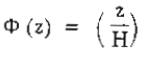 Φ (z) = (z/H)